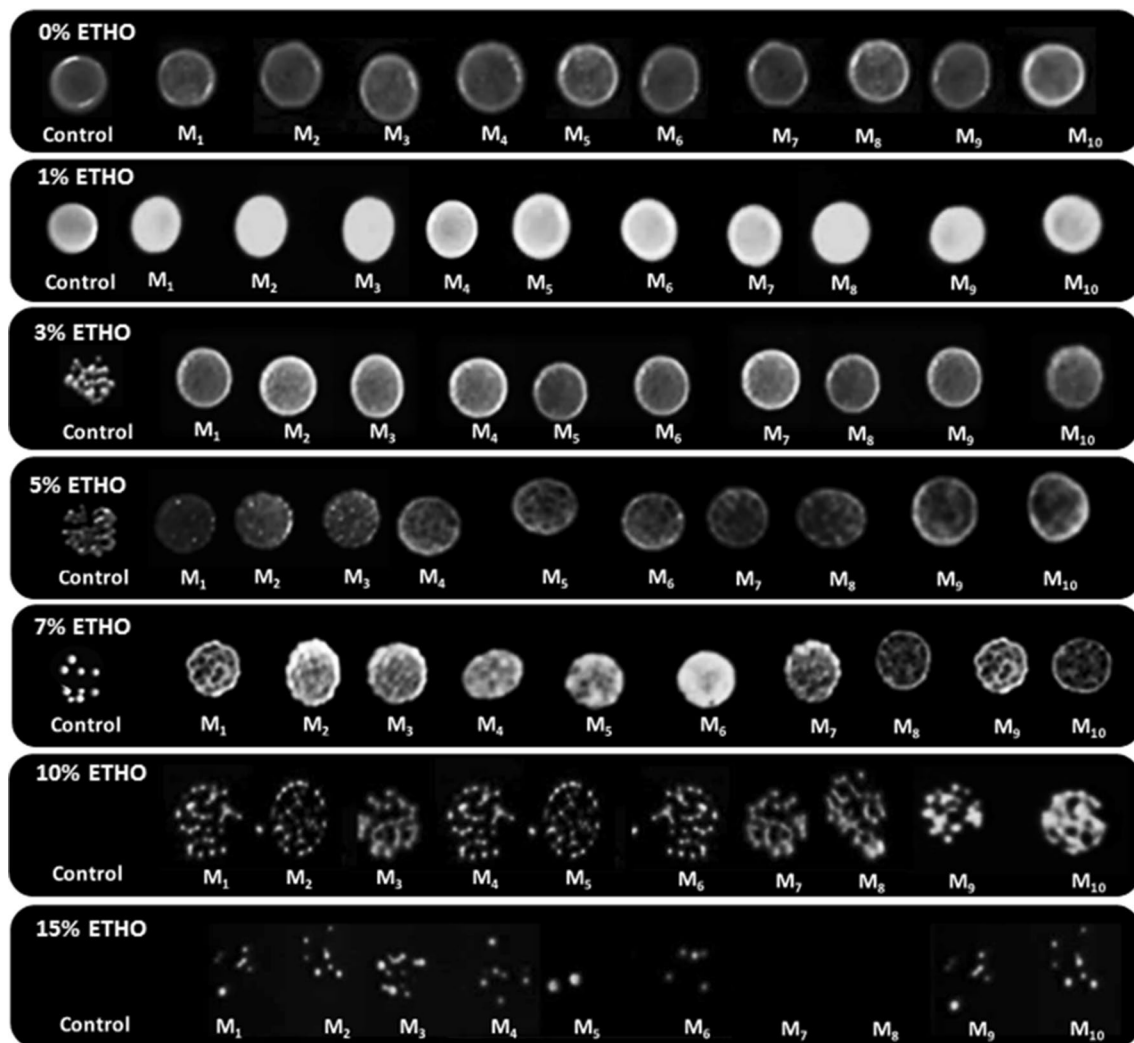 0% ETHO
Control M₁ M₂ M₃ M₄ M₅ M₆ M₇ M₈ M₉ M₁₀
1% ETHO
Control M₁ M₂ M₃ M₄ M₅ M₆ M₇ M₈ M₉ M₁₀
3% ETHO
Control M₁ M₂ M₃ M₄ M₅ M₆ M₇ M₈ M₉ M₁₀
5% ETHO
Control M₁ M₂ M₃ M₄ M₅ M₆ M₇ M₈ M₉ M₁₀
7% ETHO
Control M₁ M₂ M₃ M₄ M₅ M₆ M₇ M₈ M₉ M₁₀
10% ETHO
Control M₁ M₂ M₃ M₄ M₅ M₆ M₇ M₈ M₉ M₁₀
15% ETHO
Control M₁ M₂ M₃ M₄ M₅ M₆ M₇ M₈ M₉ M₁₀